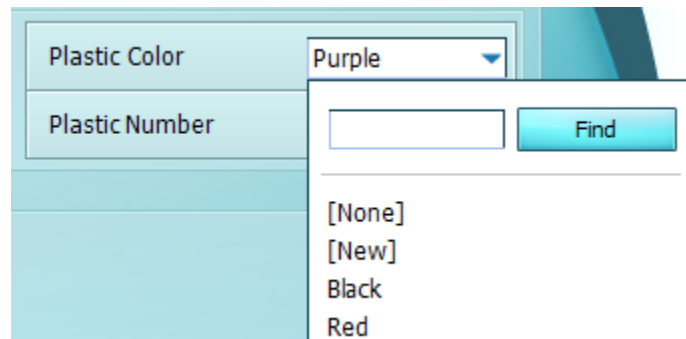 Plastic Color
Purple
Plastic Number
Find
[None]
[New]
Black
Red